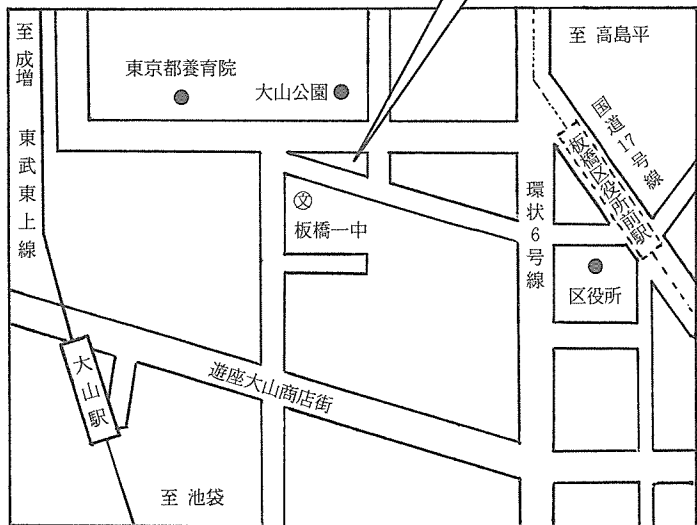 至 成増
東武東上線
東京都養育院
大山公園
至 高島平
国道17号線
板橋区役所前駅
環状6号線
文
板橋一中
区役所
遊座大山商店街
大山駅
至 池袋